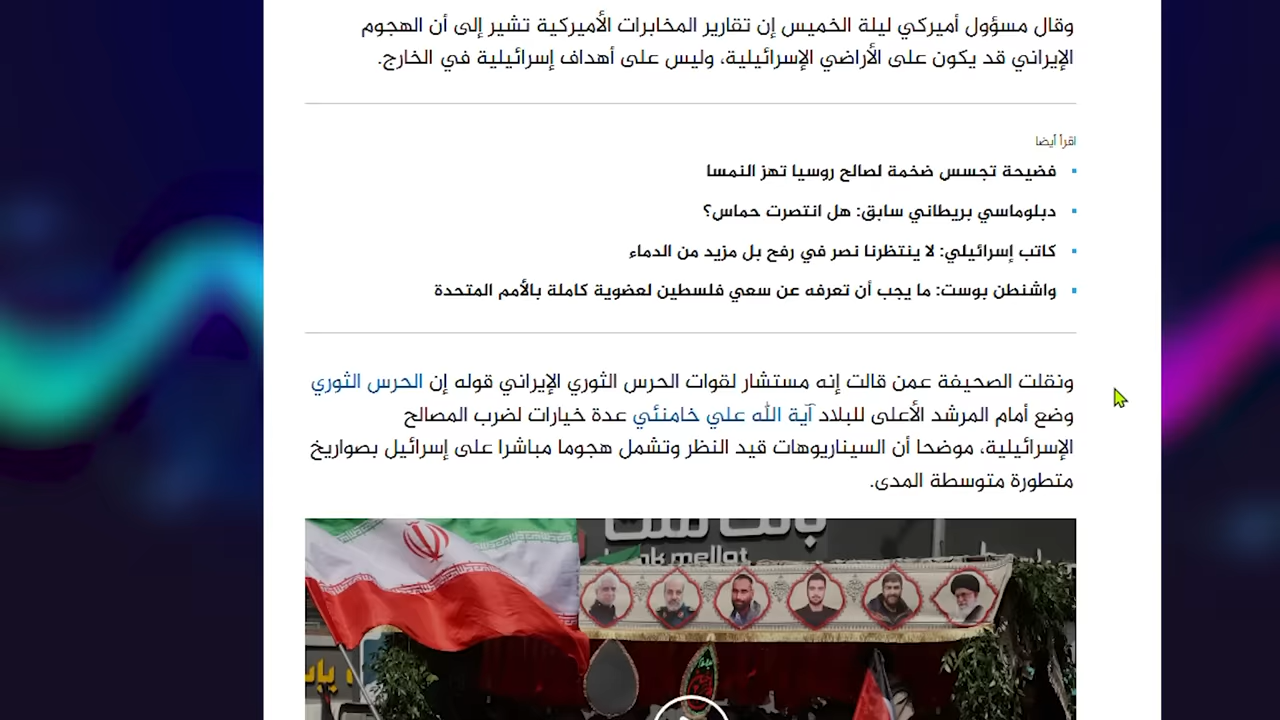 وقال مسؤول أميركي ليلة الخميس إن تقارير المخابرات الأميركية تشير إلى أن الهجوم
الإيراني قد يكون على الأراضي الإسرائيلية، وليس على أهداف إسرائيلية في الخارج.
اقرأ أيضا
فضيحة تجسس ضخمة لصالح روسيا تهز النمسا
دبلوماسي بريطاني سابق: هل انتصرت حماس؟
كاتب إسرائيلي: لا ينتظرنا نصر في رفح بل مزيد من الدماء
واشنطن بوست: ما يجب أن تعرفه عن سعي فلسطين لعضوية كاملة بالأمم المتحدة
ونقلت الصحيفة عمن قالت إنه مستشار لقوات الحرس الثوري الإيراني قوله إن الحرس الثوري
وضع أمام المرشد الأعلى للبلاد آية الله علي خامنئي عدة خيارات لضرب المصالح
الإسرائيلية، موضحا أن السيناريوهات قيد النظر وتشمل هجوما مباشرا على إسرائيل بصواريخ
متطورة متوسطة المدى.
بانك ملت
bank mellat